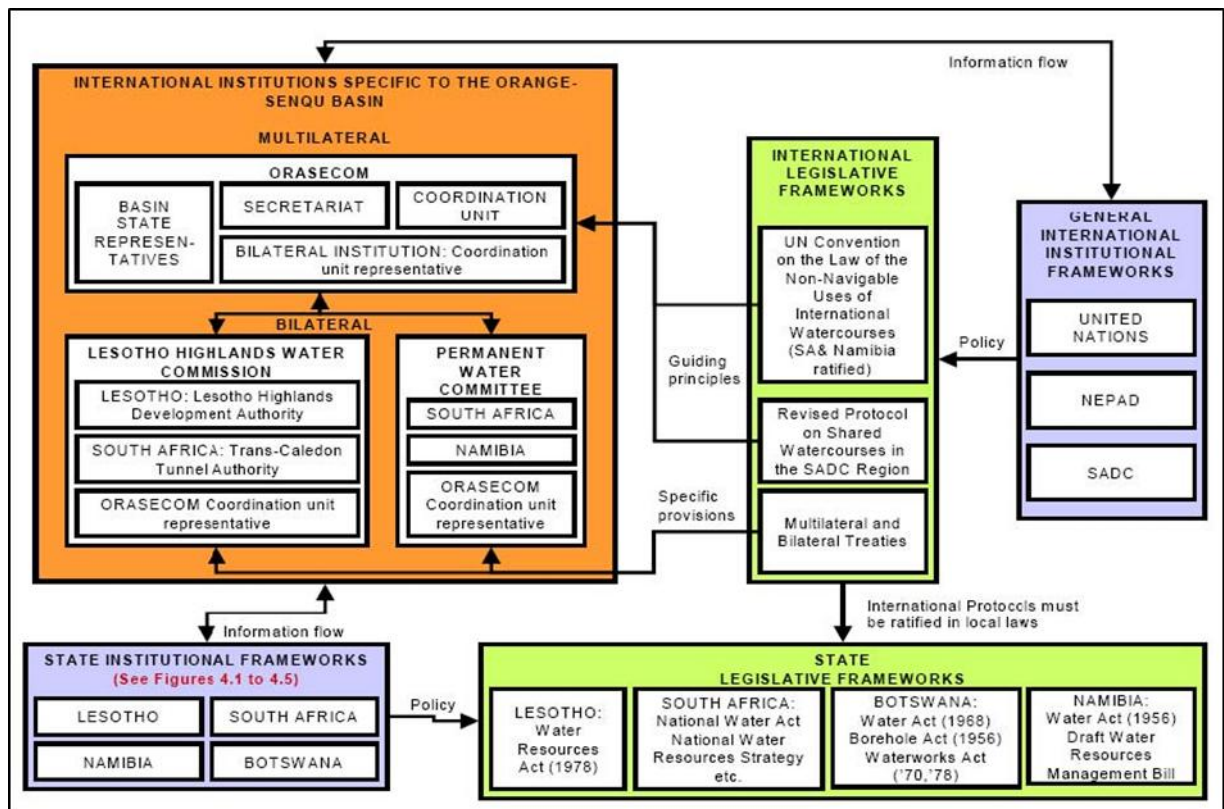 Information flow
INTERNATIONAL INSTITUTIONS SPECIFIC TO THE ORANGE-
SENQU BASIN
MULTILATERAL
ORASECOM
BASIN
STATE
REPRESEN-
TATIVES
SECRETARIAT
COORDINATION
UNIT
BILATERAL INSTITUTION: Coordination
unit representative
BILATERAL
LESOTHO HIGHLANDS WATER
COMMISSION
LESOTHO: Lesotho Highlands
Development Authority
SOUTH AFRICA: Trans-Caledon
Tunnel Authority
ORASECOM Coordination unit
representative
PERMANENT
WATER
COMMITTEE
SOUTH AFRICA
NAMIBIA
ORASECOM
Coordination unit
representative
Guiding
principles
Specific
provisions
INTERNATIONAL
LEGISLATIVE
FRAMEWORKS
UN Convention
on the Law of the
Non-Navigable
Uses of
International
Watercourses
(SA& Namibia
ratified)
Revised Protocol
on Shared
Watercourses in
the SADC Region
Multilateral and
Bilateral Treaties
Policy
GENERAL
INTERNATIONAL
INSTITUTIONAL
FRAMEWORKS
UNITED
NATIONS
NEPAD
SADC
International Protocols must
be ratified in local laws
Information flow
STATE INSTITUTIONAL FRAMEWORKS
(See Figures 4.1 to 4.5)
LESOTHO
SOUTH AFRICA
NAMIBIA
BOTSWANA
Policy
STATE
LEGISLATIVE FRAMEWORKS
LESOTHO:
Water
Resources
Act (1978)
SOUTH AFRICA:
National Water Act
National Water
Resources Strategy
etc.
BOTSWANA:
Water Act (1968)
Borehole Act (1956)
Waterworks Act
('70,'78)
NAMIBIA:
Water Act (1956)
Draft Water
Resources
Management Bill